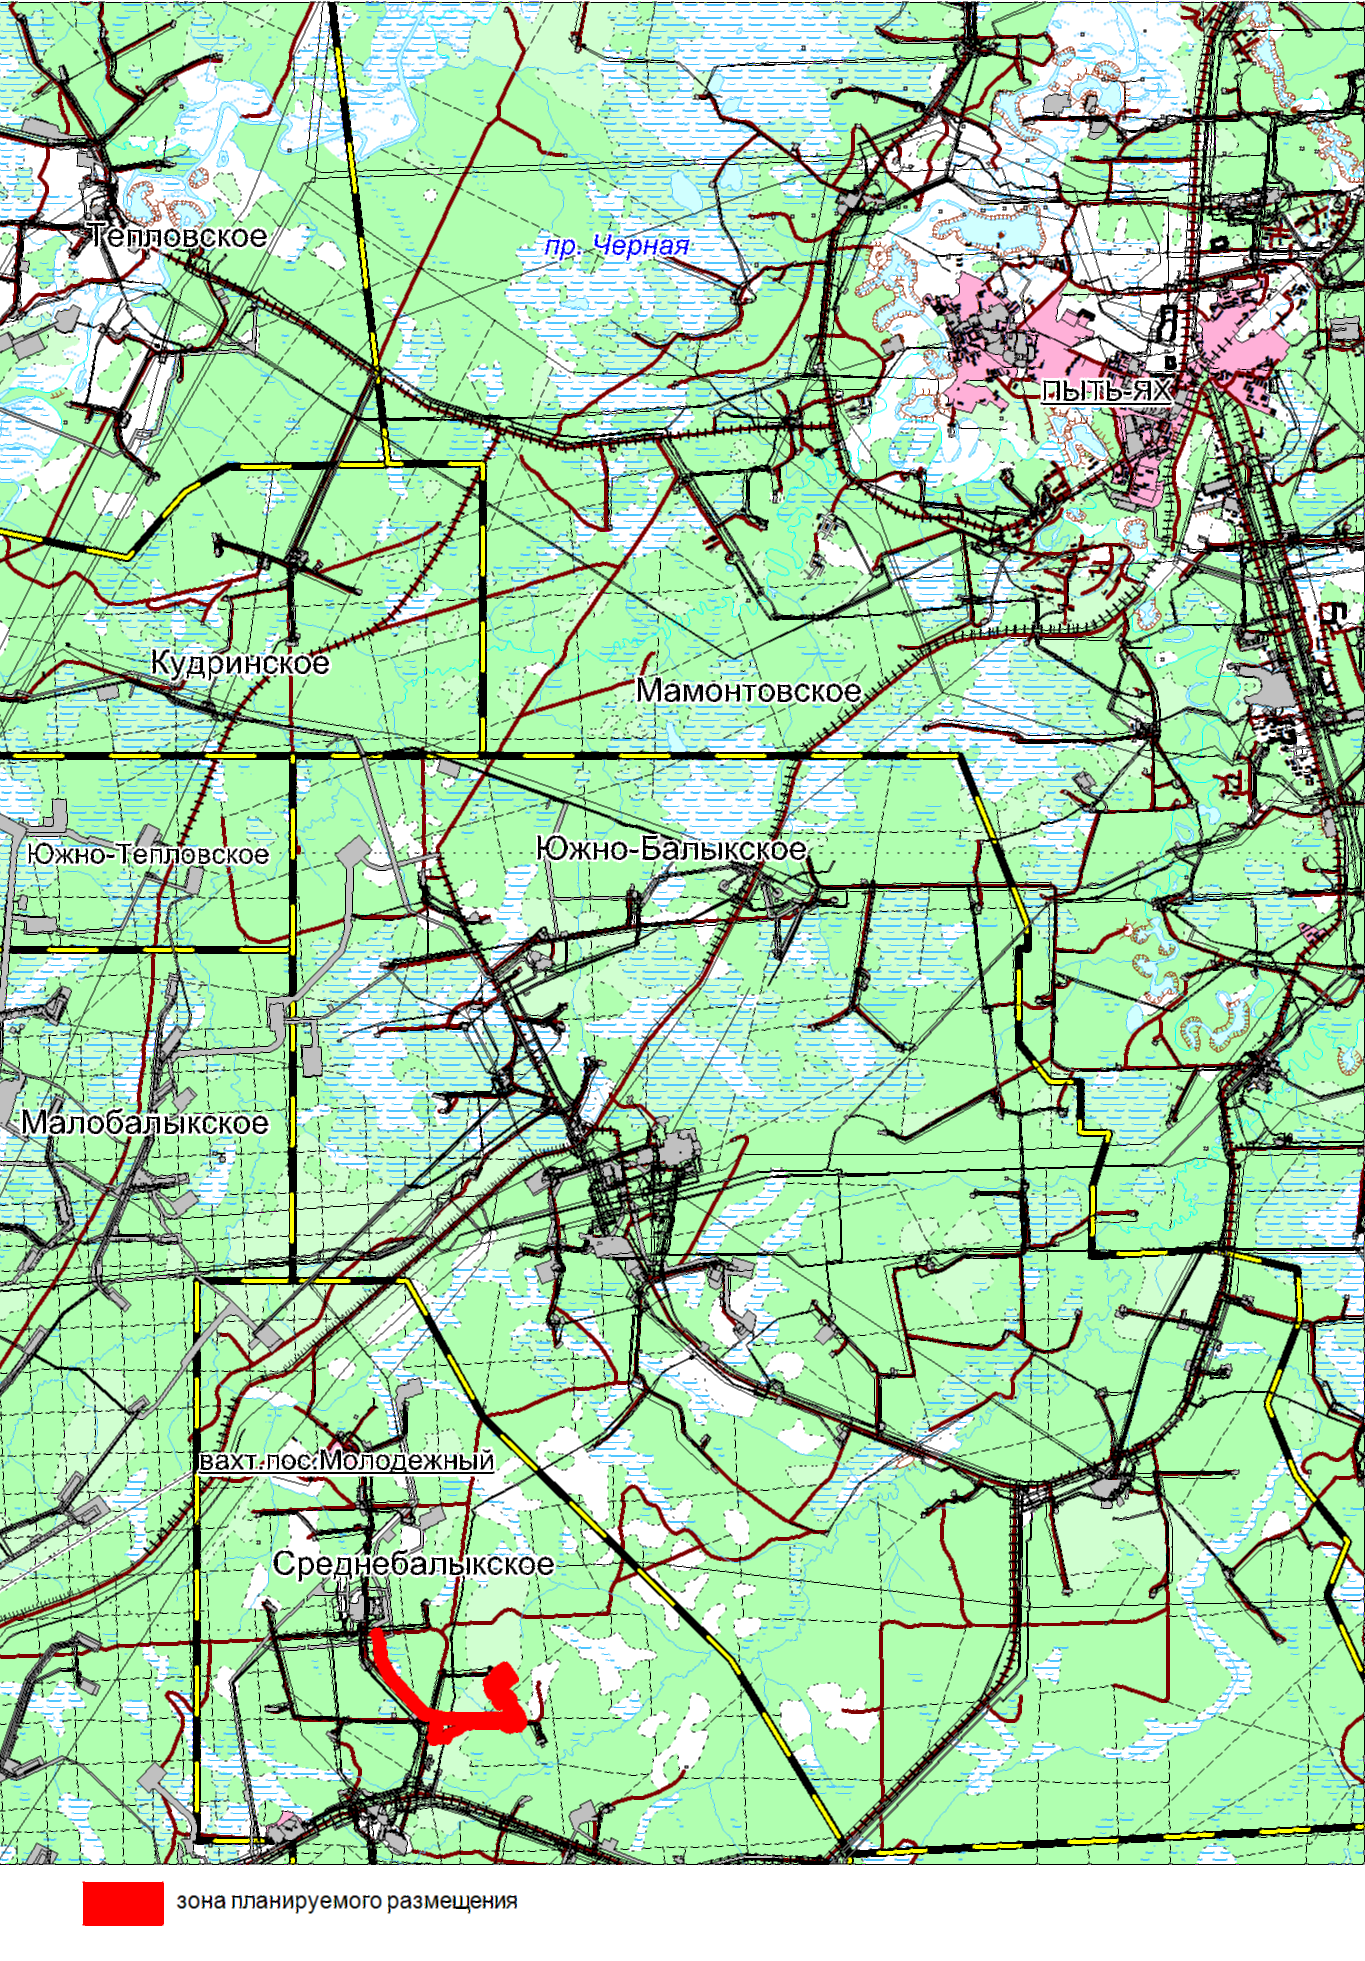 Тепловское
пр. Черная
ПЫТЬ-ЯХ
Кудринское
Мамонтовское
Южно-Балыкское
Южно-Тепловское
Малобалыкское
вахт.пос.Молодежный
Среднебалыкское
зона планируемого размещения